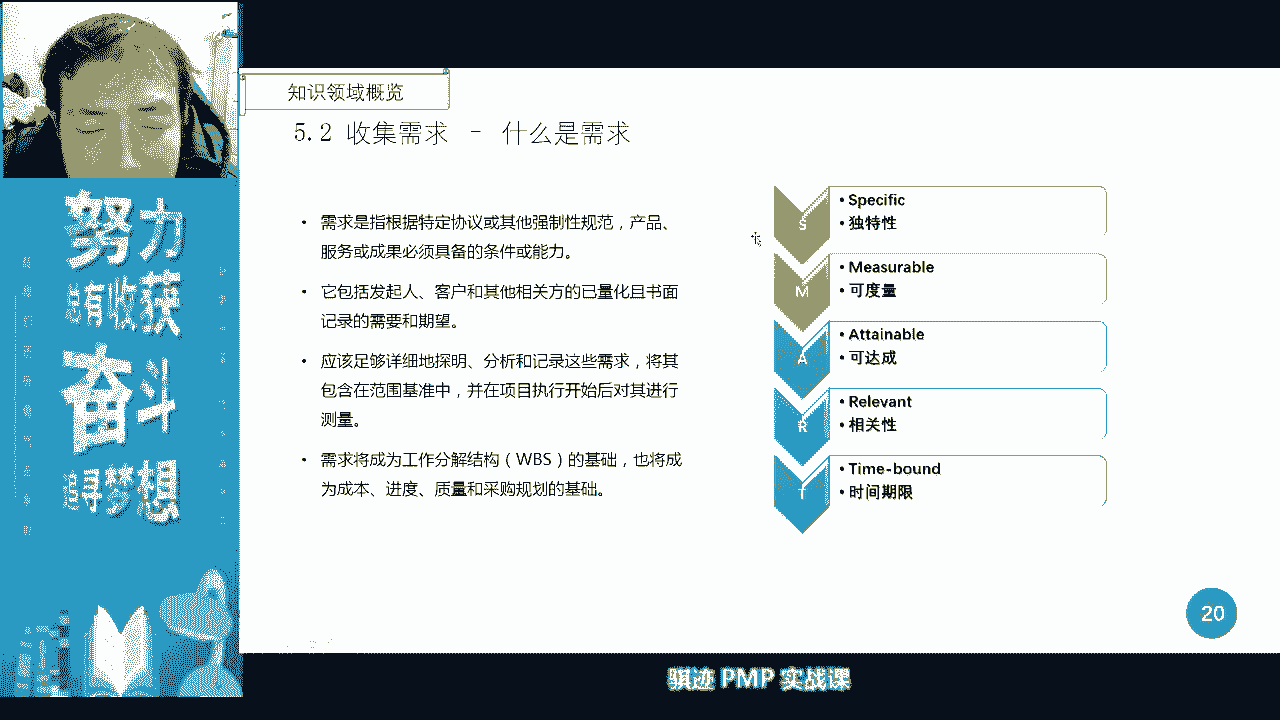 知识领域概览
5.2 收集需求 - 什么是需求
• 需求是指根据特定协议或其他强制性规范，产品、
服务或成果必须具备的条件或能力。
• 它包括发起人、客户和其他相关方的已量化且书面
记录的需要和期望。
• 应该足够详细地探明、分析和记录这些需求，将其
包含在范围基准中，并在项目执行开始后对其进行
测量。
• 需求将成为工作分解结构（WBS）的基础，也将成
为成本、进度、质量和采购规划的基础。
S
• Specific
• 独特性
M
• Measurable
• 可度量
A
• Attainable
• 可达成
R
• Relevant
• 相关性
T
• Time-bound
• 时间期限
努力
总有收获
奋斗
追寻梦想
20
骐迹 PMP 实战课